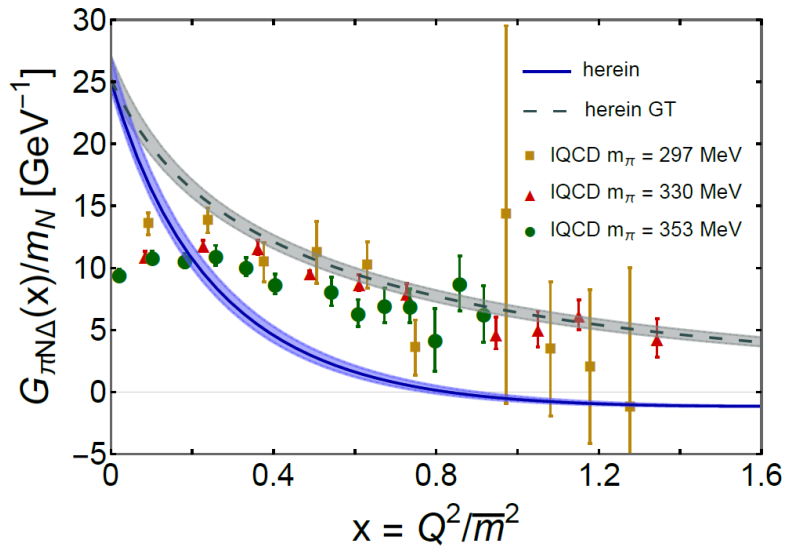 30
25
20
15
10
5
0
−5
G_{πNΔ}(x)/m_N [GeV⁻¹]
herein
herein GT
lQCD m_π = 297 MeV
lQCD m_π = 330 MeV
lQCD m_π = 353 MeV
0 0.4 0.8 1.2 1.6
x = Q²/m̅²